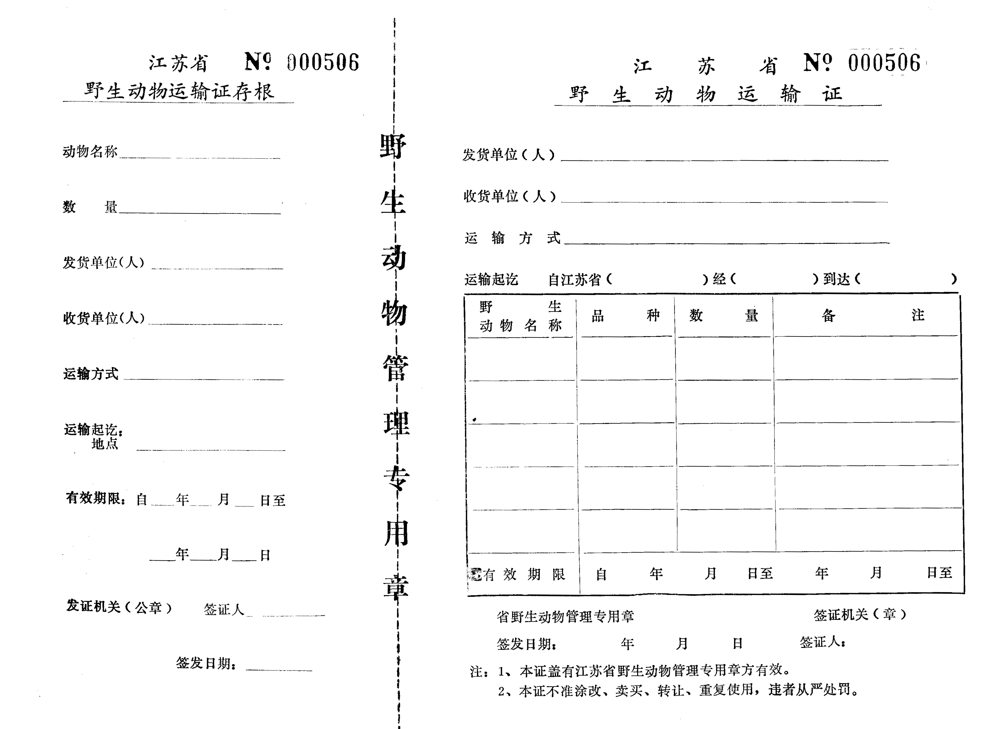 江苏省 № 000506
野生动物运输证存根
动物名称
数 量
发货单位(人)
收货单位(人)
运输方式
运输起讫:
地点
有效期限: 自 年 月 日至
年 月 日
发证机关(公章) 签证人
签发日期:
野生动物管理专用章
江 苏 省 № 000506
野 生 动 物 运 输 证
发货单位(人)
收货单位(人)
运 输 方 式
运输起讫 自江苏省( )经( )到达( )
野 生
动 物 名 称 品 种 数 量 备 注
有 效 期 限 自 年 月 日至 年 月 日至
省野生动物管理专用章 签证机关(章)
签发日期: 年 月 日 签证人:
注: 1、本证盖有江苏省野生动物管理专用章方有效。
2、本证不准涂改、卖买、转让、重复使用,违者从严处罚。